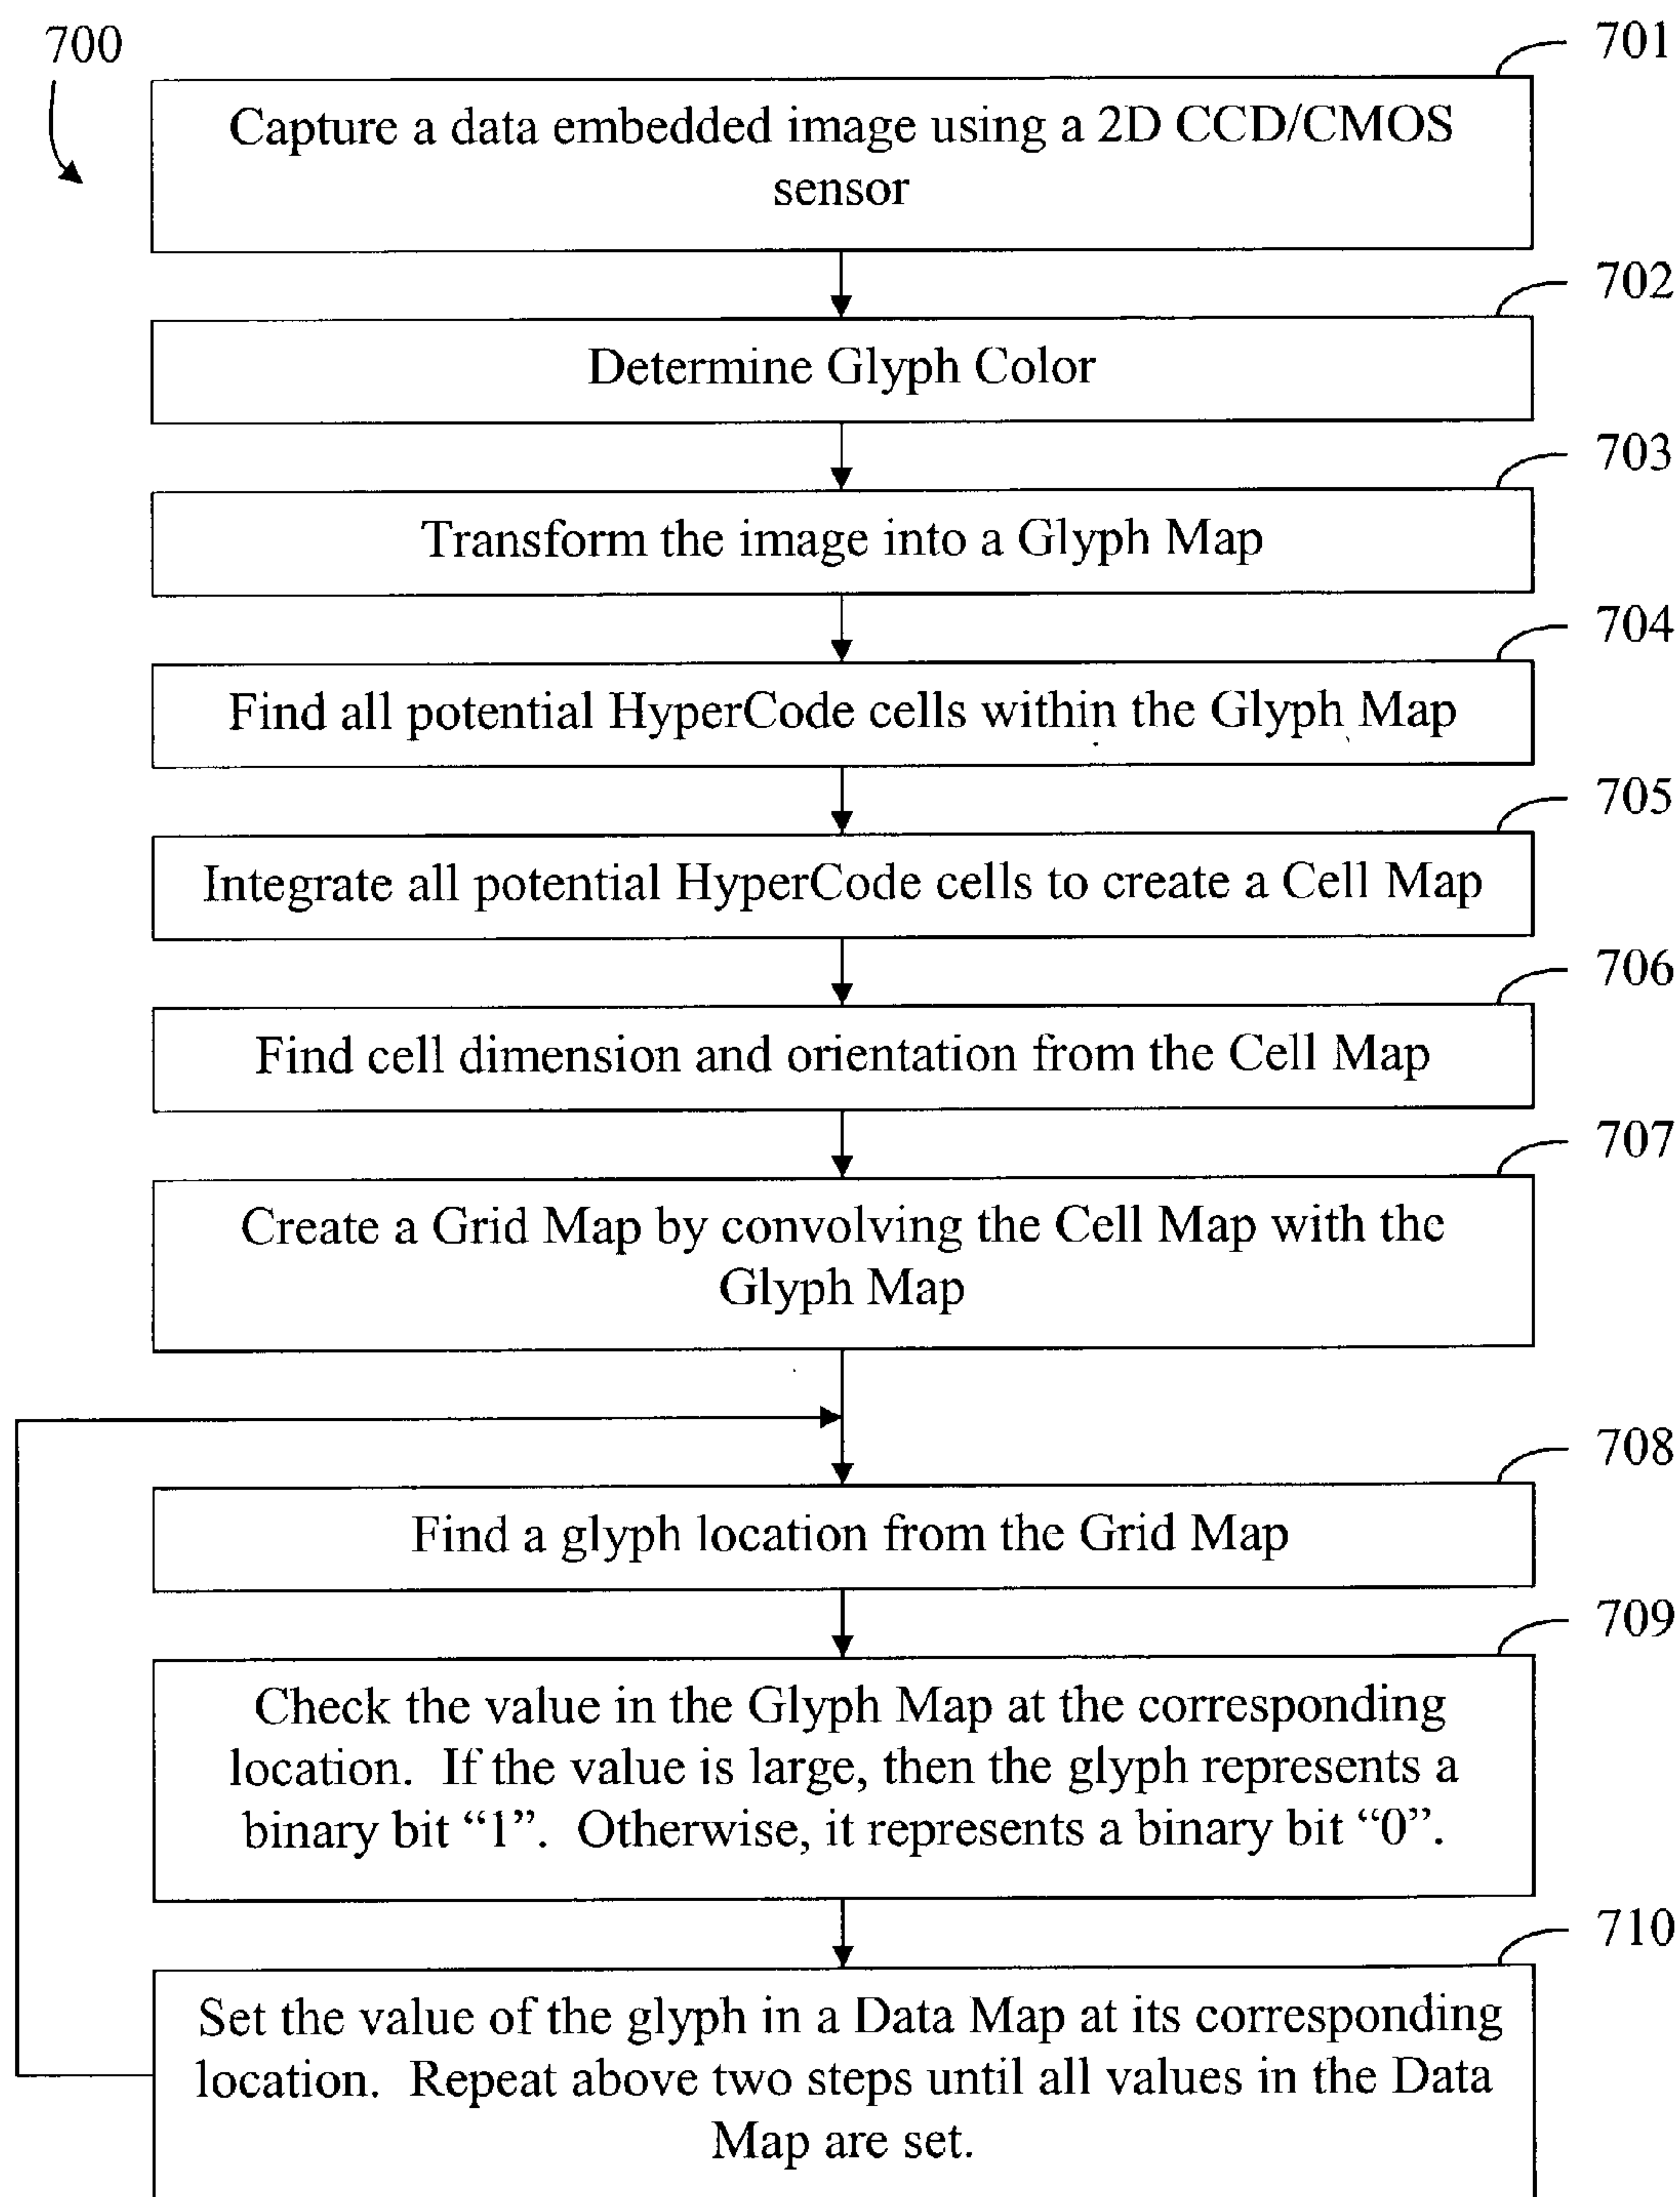 700
701
Capture a data embedded image using a 2D CCD/CMOS
sensor
702
Determine Glyph Color
703
Transform the image into a Glyph Map
704
Find all potential HyperCode cells within the Glyph Map
705
Integrate all potential HyperCode cells to create a Cell Map
706
Find cell dimension and orientation from the Cell Map
707
Create a Grid Map by convolving the Cell Map with the
Glyph Map
708
Find a glyph location from the Grid Map
709
Check the value in the Glyph Map at the corresponding
location. If the value is large, then the glyph represents a
binary bit “1”. Otherwise, it represents a binary bit “0”.
710
Set the value of the glyph in a Data Map at its corresponding
location. Repeat above two steps until all values in the Data
Map are set.